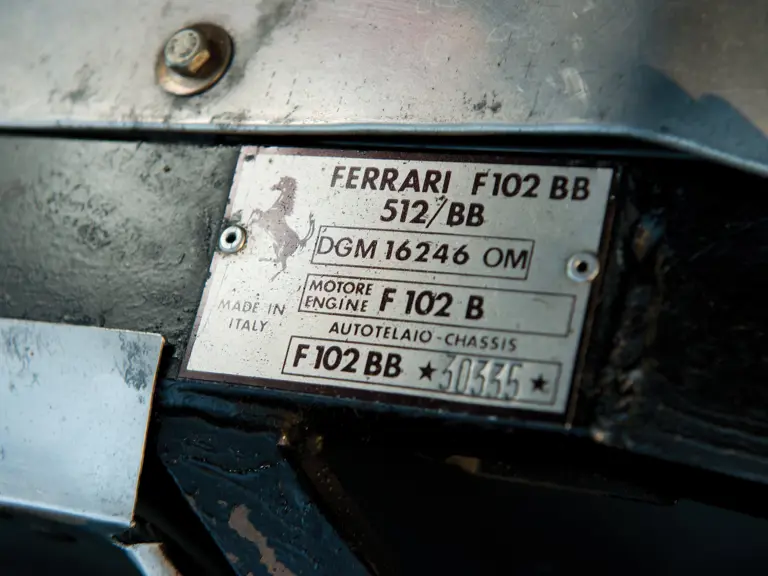 FERRARI F102 BB
512/BB
DGM 16246 OM
MOTORE
ENGINE F 102 B
MADE IN
ITALY
AUTOTELAIO-CHASSIS
F102BB ★30335★